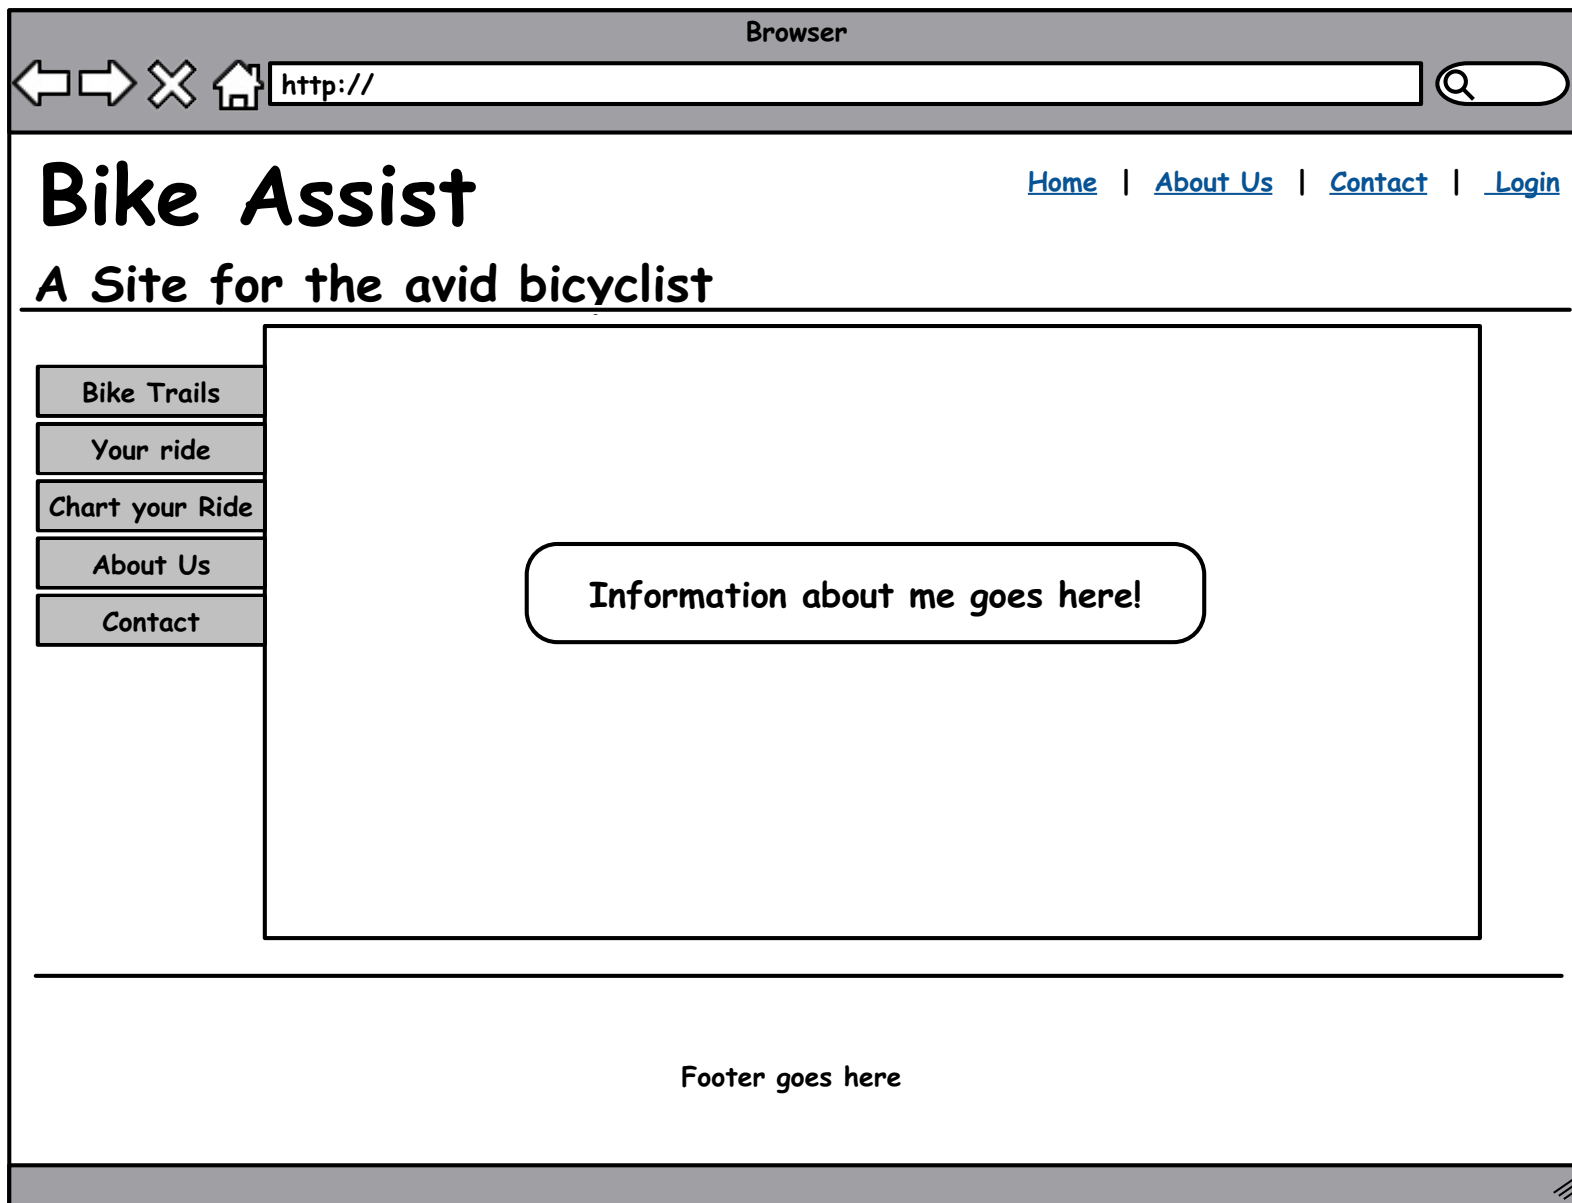 Browser
http://
Bike Assist
Home | About Us | Contact | Login
A Site for the avid bicyclist
Bike Trails
Your ride
Chart your Ride
About Us
Contact
Information about me goes here!
Footer goes here